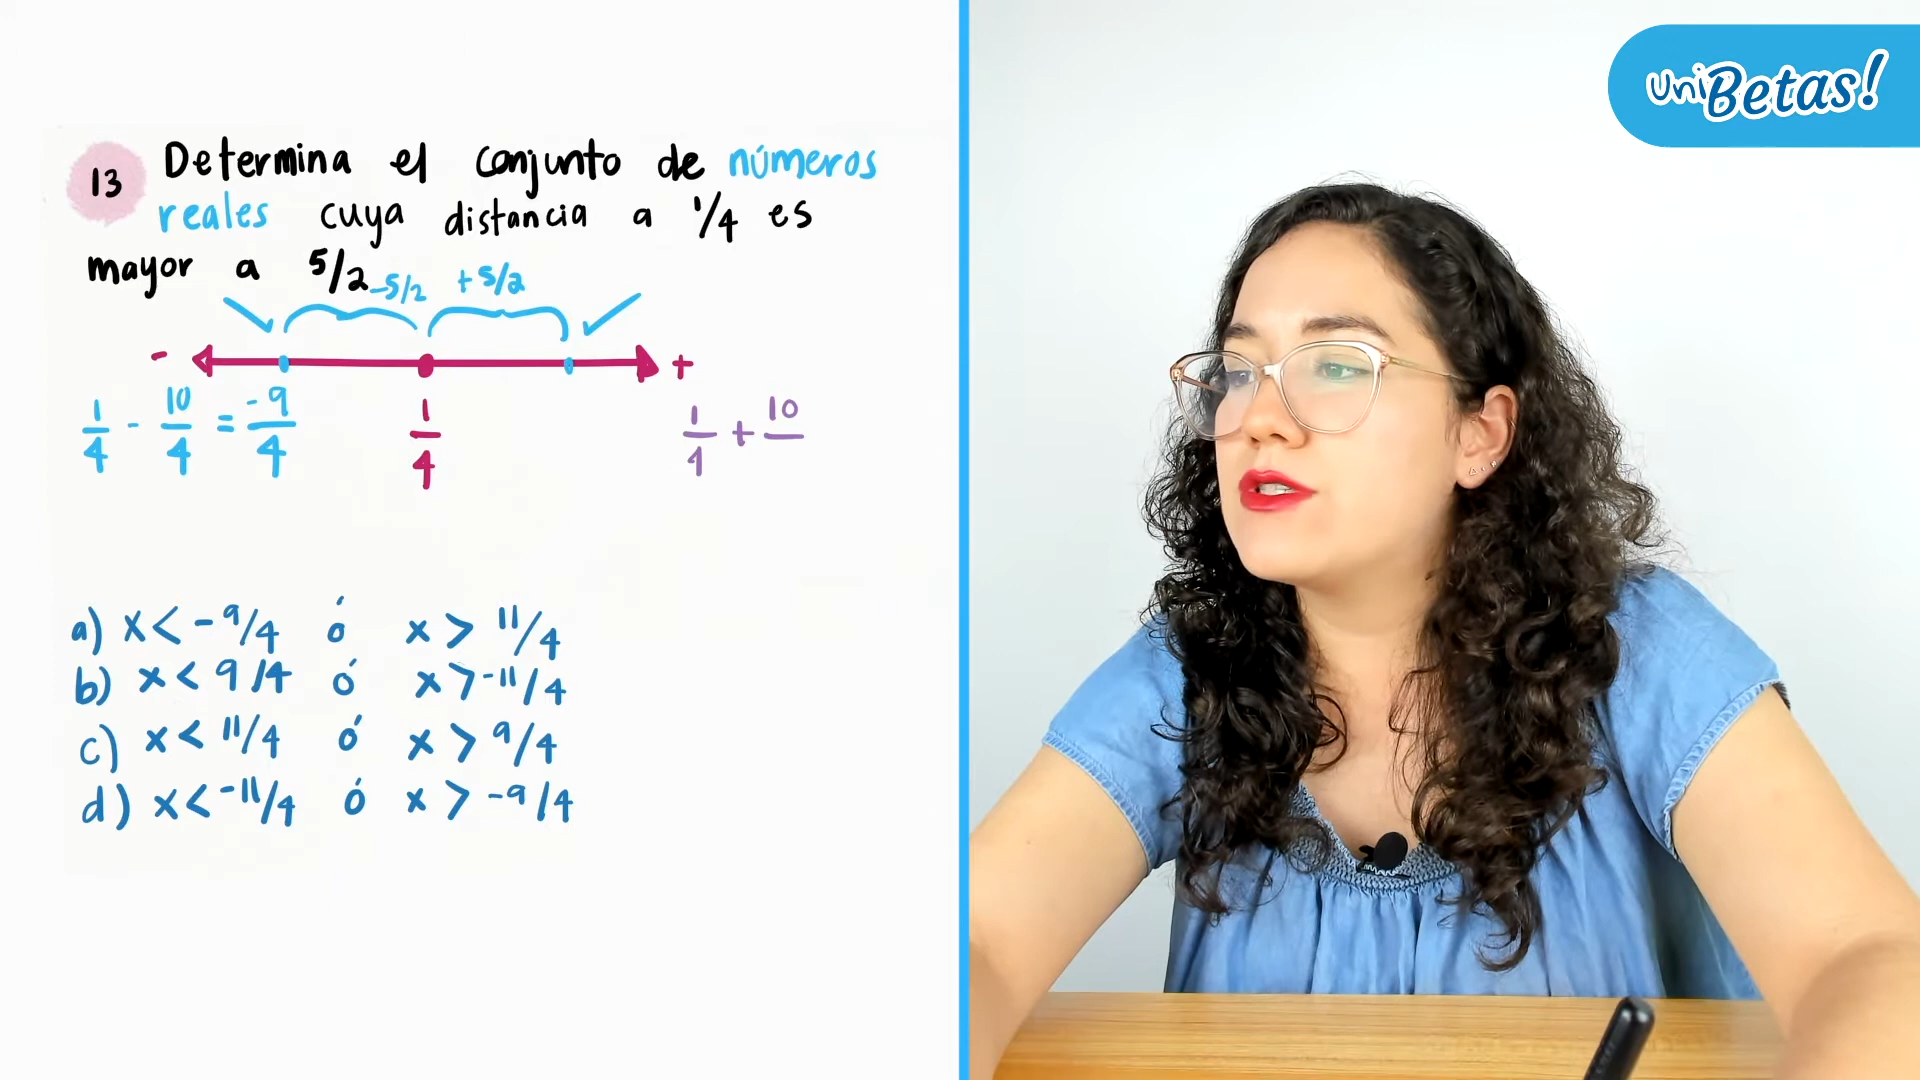 uniBetas!
13 Determina el conjunto de números
reales cuya distancia a 1/4 es
mayor a 5/2
-5/2 +5/2
- +
1/4 - 10/4 = -9/4
1/4
1/4 + 10
a) x < -9/4 ó x > 11/4
b) x < 9/4 ó x > -11/4
c) x < 11/4 ó x > 9/4
d) x < -11/4 ó x > -9/4